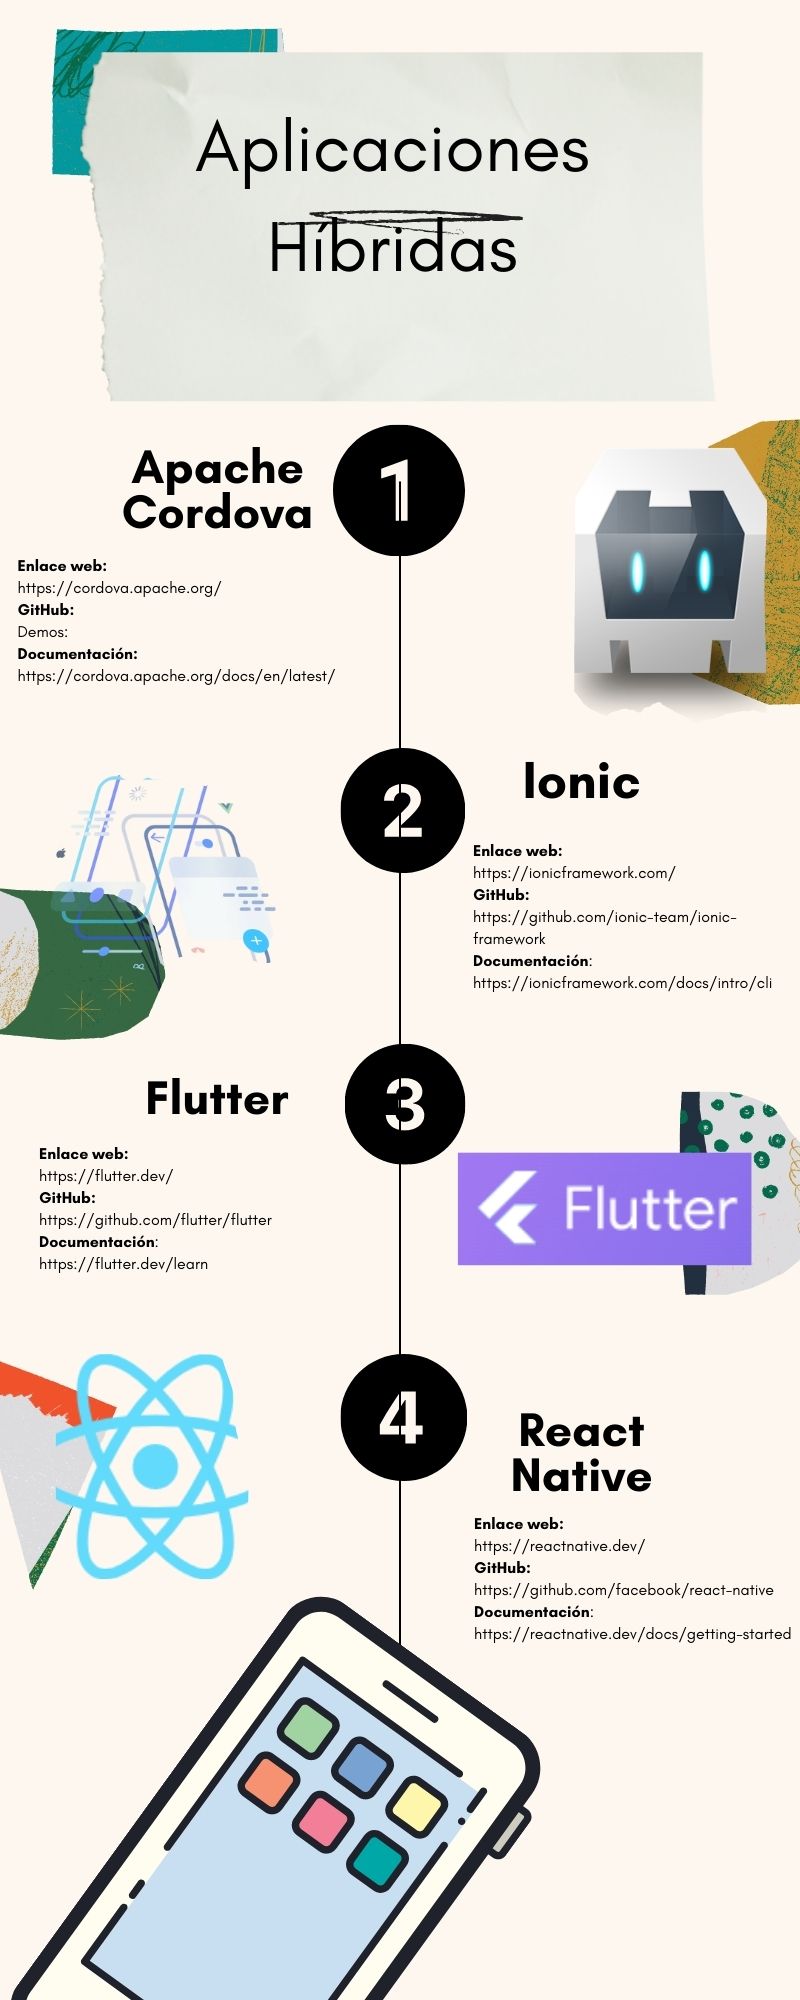 Aplicaciones
Híbridas
1
Apache
Cordova
Enlace web:
https://cordova.apache.org/
GitHub:
Demos:
Documentación:
https://cordova.apache.org/docs/en/latest/
2
Ionic
Enlace web:
https://ionicframework.com/
GitHub:
https://github.com/ionic-team/ionic-
framework
Documentación:
https://ionicframework.com/docs/intro/cli
3
Flutter
Enlace web:
https://flutter.dev/
GitHub:
https://github.com/flutter/flutter
Documentación:
https://flutter.dev/learn
Flutter
4
React
Native
Enlace web:
https://reactnative.dev/
GitHub:
https://github.com/facebook/react-native
Documentación:
https://reactnative.dev/docs/getting-started